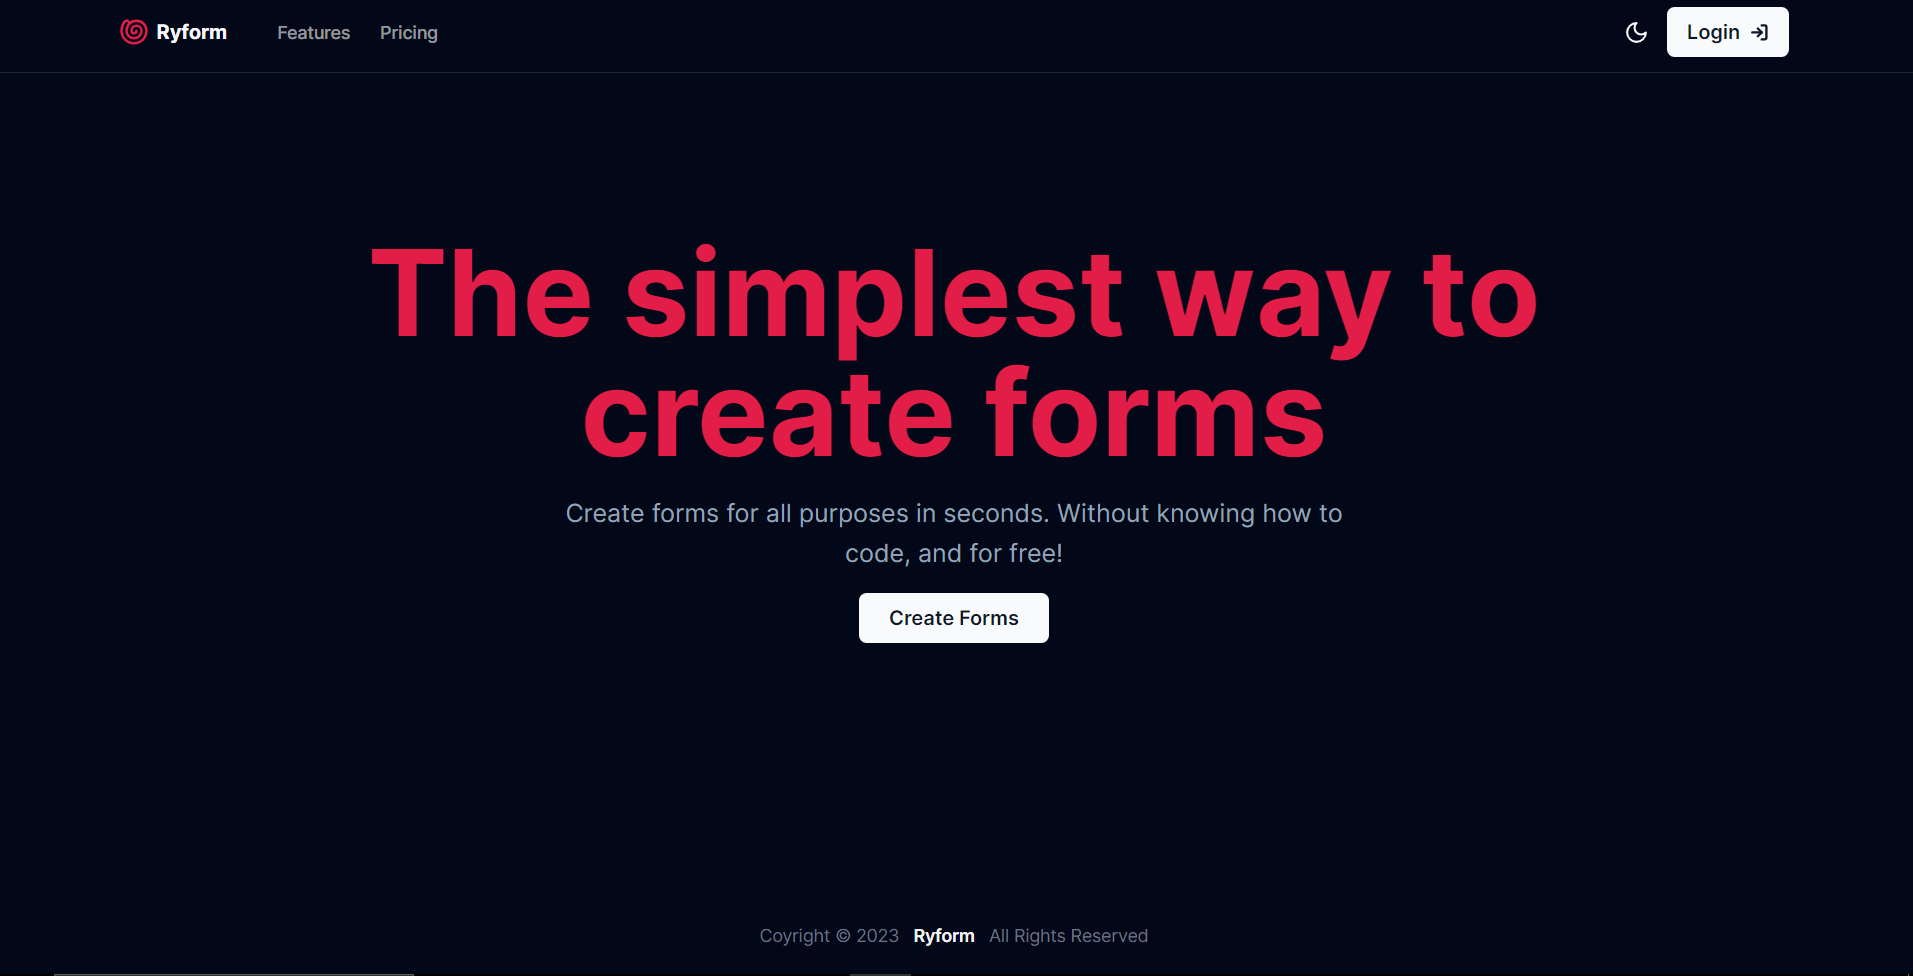 Ryform Features Pricing Login
The simplest way to
create forms
Create forms for all purposes in seconds. Without knowing how to
code, and for free!
Create Forms
Coyright © 2023 Ryform All Rights Reserved